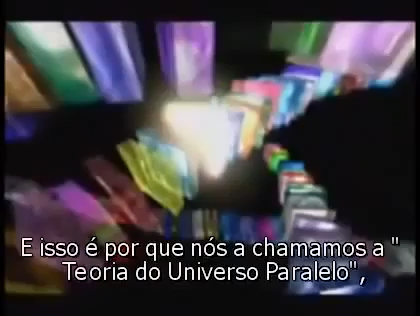 E isso é por que nós a chamamos a "
Teoria do Universo Paralelo",